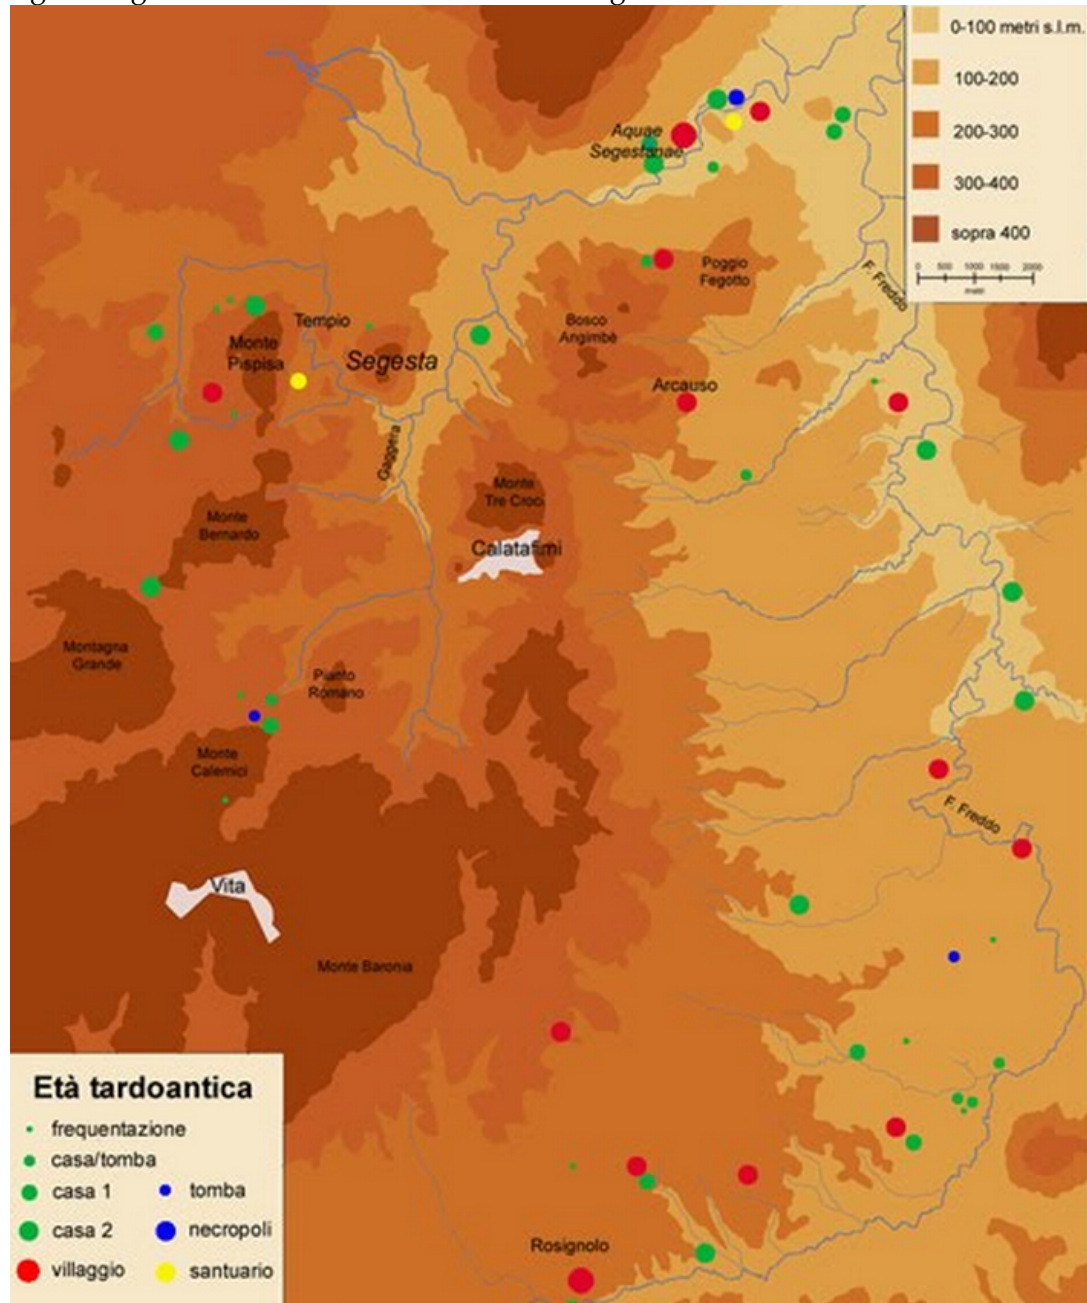 0-100 metri s.l.m.
100-200
200-300
300-400
sopra 400
0 500 1000 1500 2000
metri
Aquae
Segestanae
F. Freddo
Poggio
Fegotto
Bosco
Angimbè
Tempio
Monte
Pispisa
Segesta
Arcauso
Gaggera
Monte
Tre Croci
Monte
Bernardo
Calatafimi
Montagna
Grande
Pianto
Romano
Monte
Calemici
F. Freddo
Vita
Monte Baronia
Rosignolo
Età tardoantica
frequentazione
casa/tomba
casa 1
tomba
casa 2
necropoli
villaggio
santuario